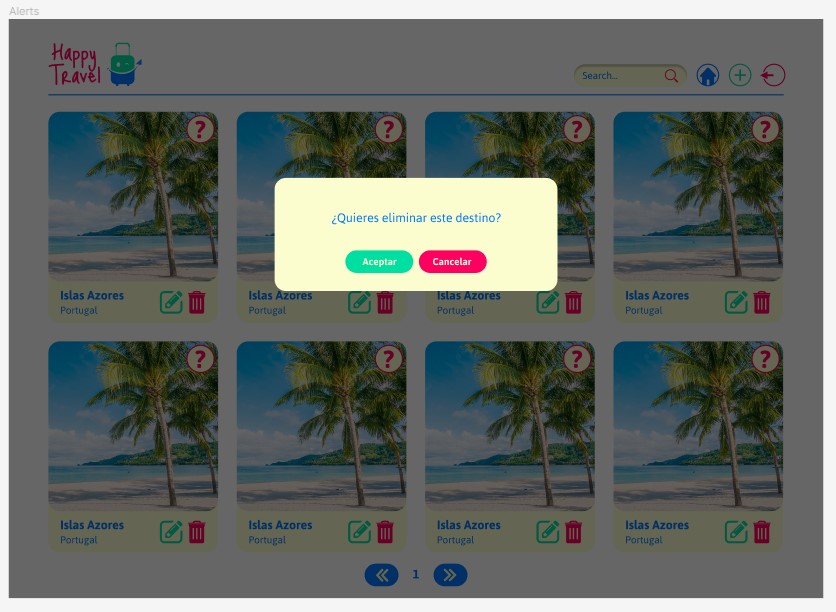 Alerts
Happy
Travel
Search...
? ? ? ?
¿Quieres eliminar este destino?
Aceptar Cancelar
Islas Azores Islas Azores Islas Azores Islas Azores
Portugal Portugal Portugal Portugal
? ? ? ?
Islas Azores Islas Azores Islas Azores Islas Azores
Portugal Portugal Portugal Portugal
1